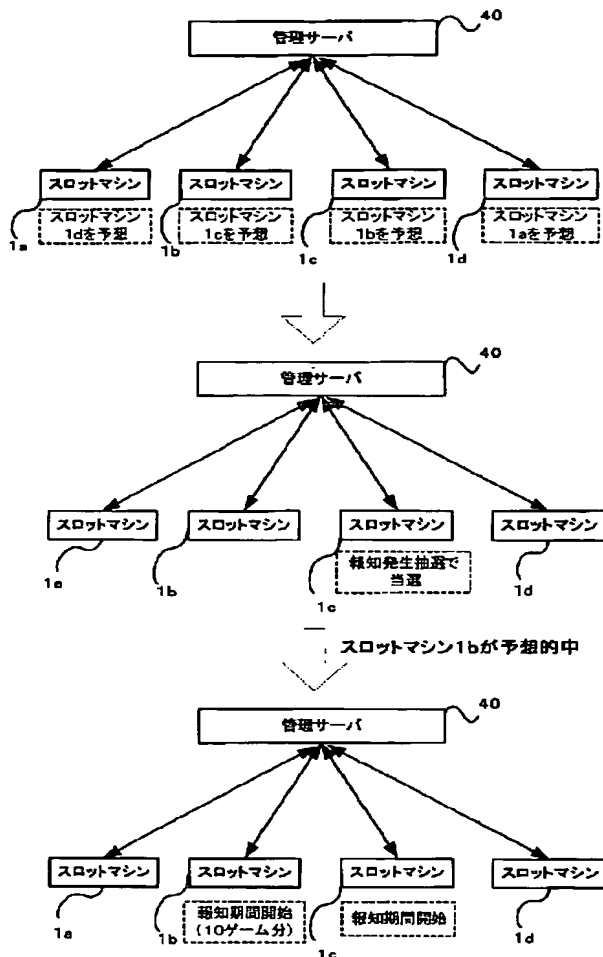 40
管理サーバ
スロットマシン スロットマシン スロットマシン スロットマシン
スロットマシン
1dを予想
スロットマシン
1cを予想
スロットマシン
1bを予想
スロットマシン
1aを予想
1a 1b 1c 1d
40
管理サーバ
スロットマシン スロットマシン スロットマシン スロットマシン
報知発生抽選で
当選
1a 1b 1c 1d
スロットマシン1bが予想的中
40
管理サーバ
スロットマシン スロットマシン スロットマシン スロットマシン
報知期間開始
(10ゲーム分)
報知期間開始
1a 1b 1c 1d